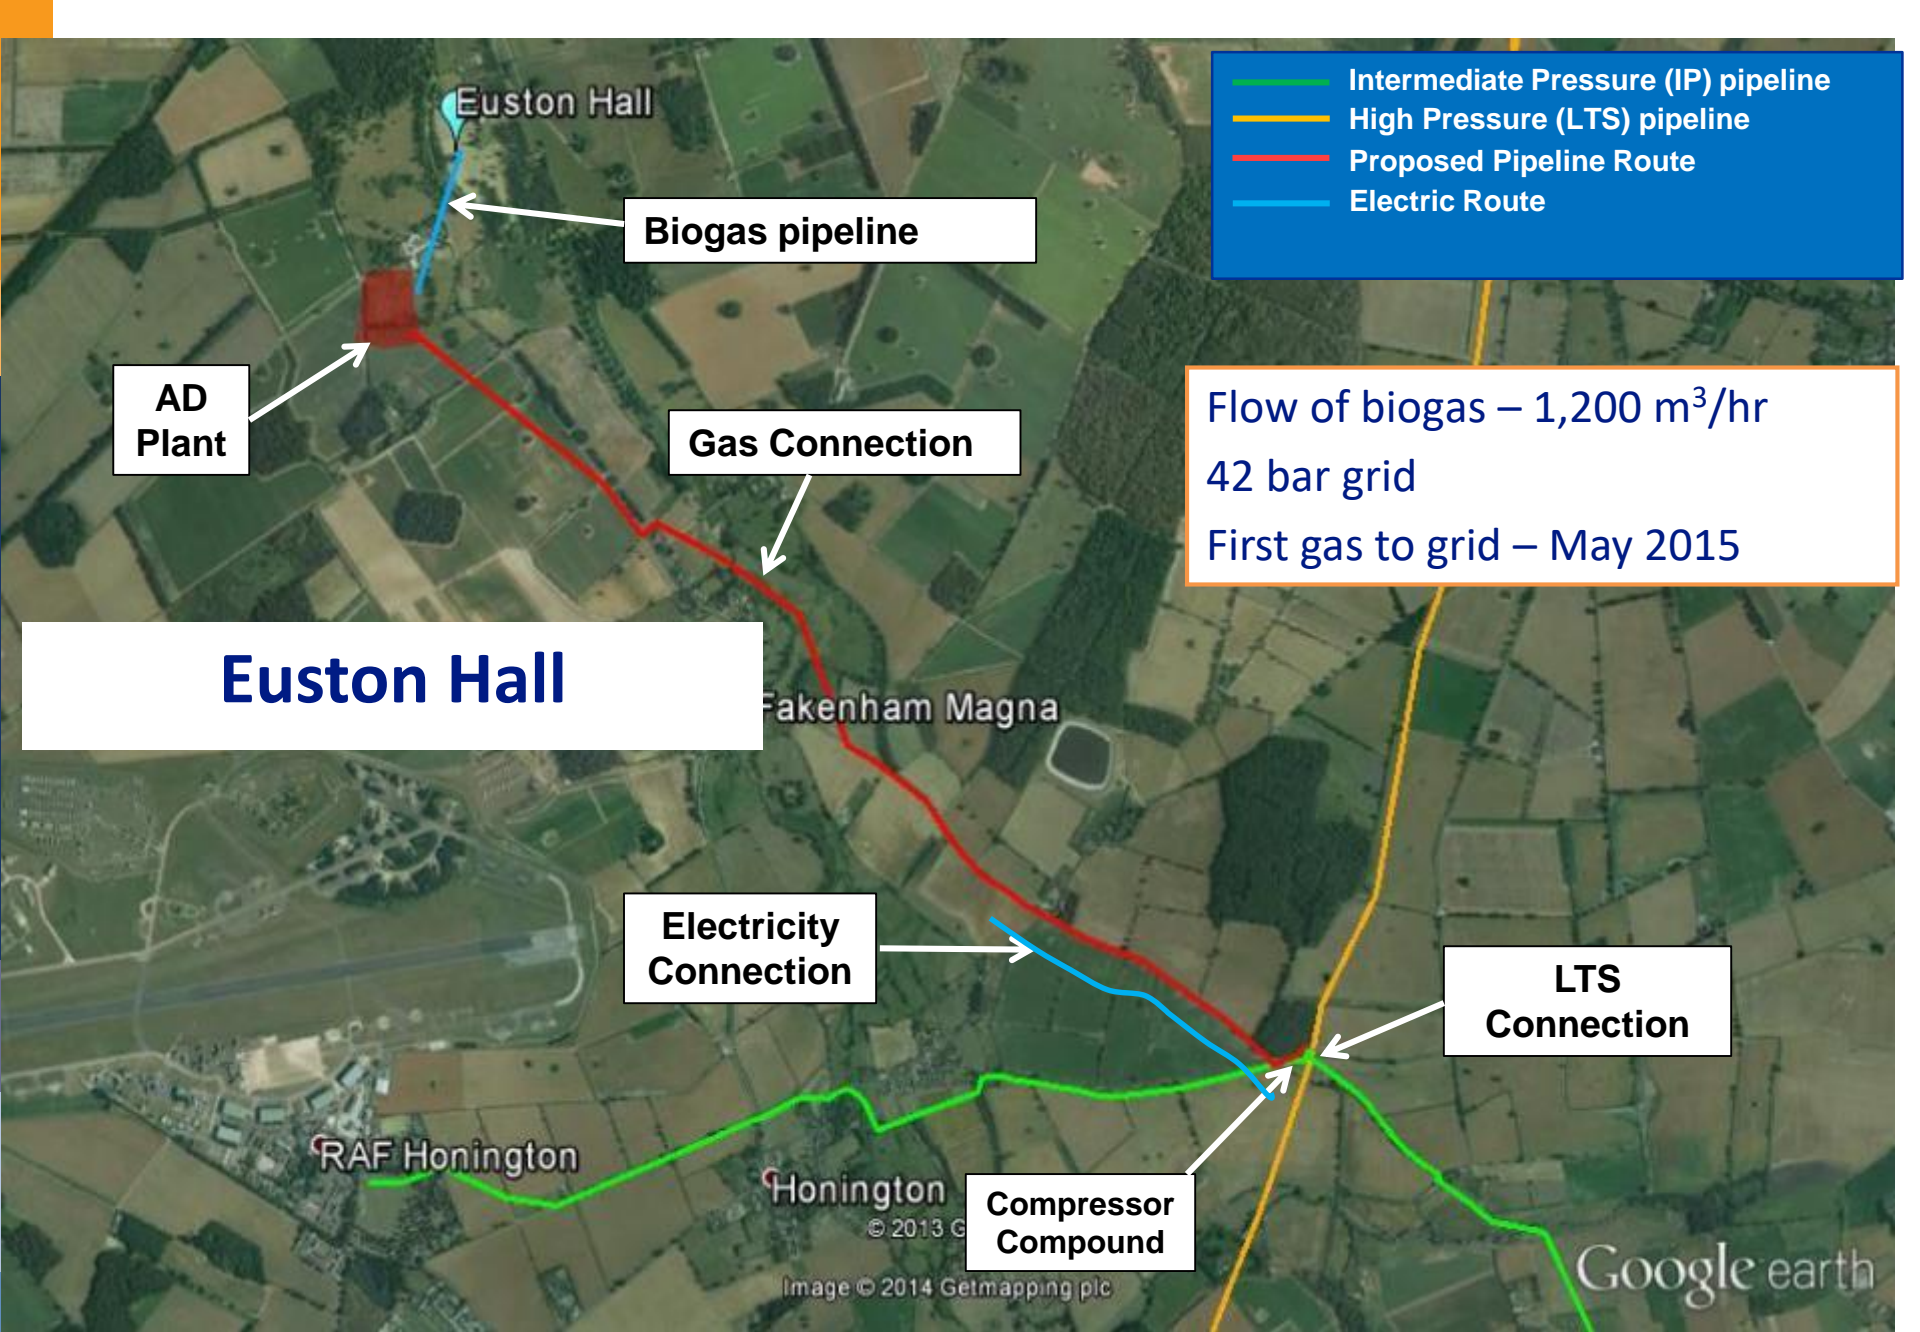 Euston Hall
Intermediate Pressure (IP) pipeline
High Pressure (LTS) pipeline
Proposed Pipeline Route
Electric Route
Biogas pipeline
AD
Plant
Gas Connection
Flow of biogas – 1,200 m³/hr
42 bar grid
First gas to grid – May 2015
Euston Hall
Fakenham Magna
Electricity
Connection
LTS
Connection
RAF Honington
Honington
Compressor
Compound
© 2013 G
Image © 2014 Getmapping plc
Google earth